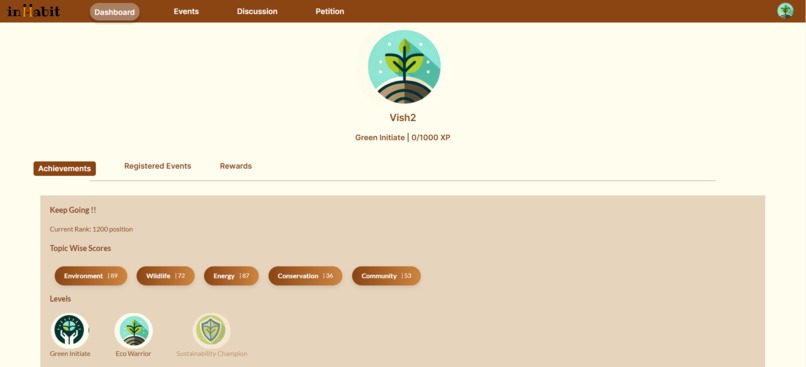 inHabit Dashboard Events Discussion Petition
Vish2
Green Initiate | 0/1000 XP
Achievements Registered Events Rewards
Keep Going !!
Current Rank: 1200 position
Topic Wise Scores
Environment | 89 Wildlife | 72 Energy | 87 Conservation | 36 Community | 53
Levels
Green Initiate Eco Warrior Sustainability Champion